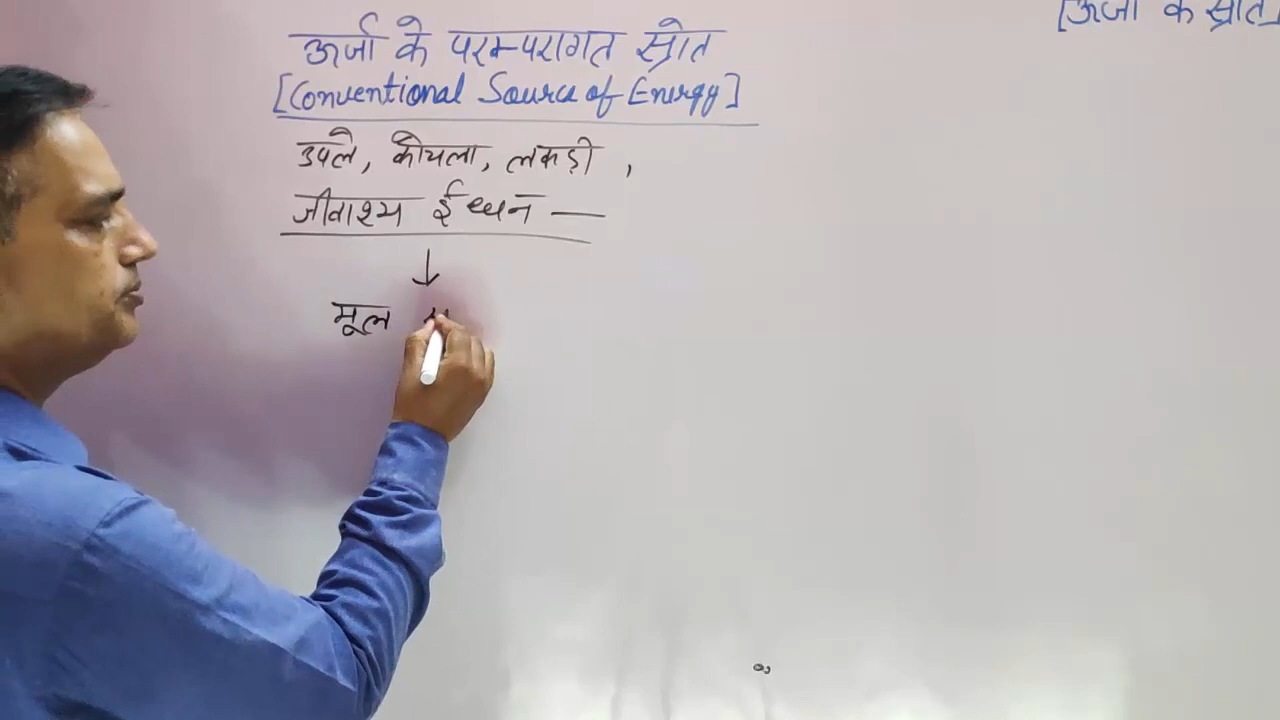 ऊर्जा के परम्परागत स्रोत
[Conventional Source of Energy]
उपले, कोयला, लकड़ी ,
जीवाश्म ईंधन —
मूल
[ऊर्जा के स्रोत]